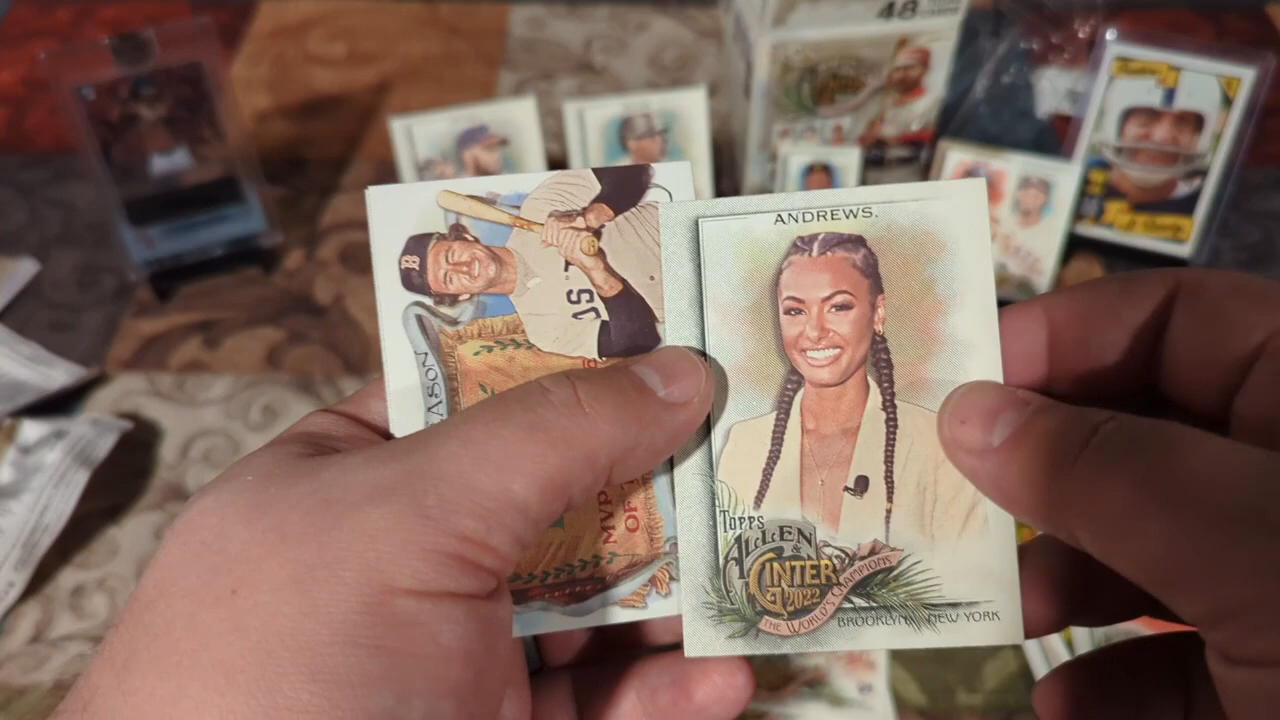 48
ANDREWS.
B
OS
ASON
MVP
OF
TOPPS
ALLEN
&
GINTER
2022
THE WORLD'S CHAMPIONS
BROOKLYN, NEW YORK